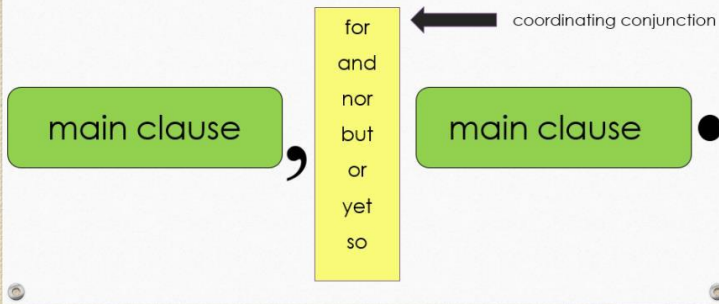 coordinating conjunction
main clause ,
for
and
nor
but
or
yet
so
main clause .